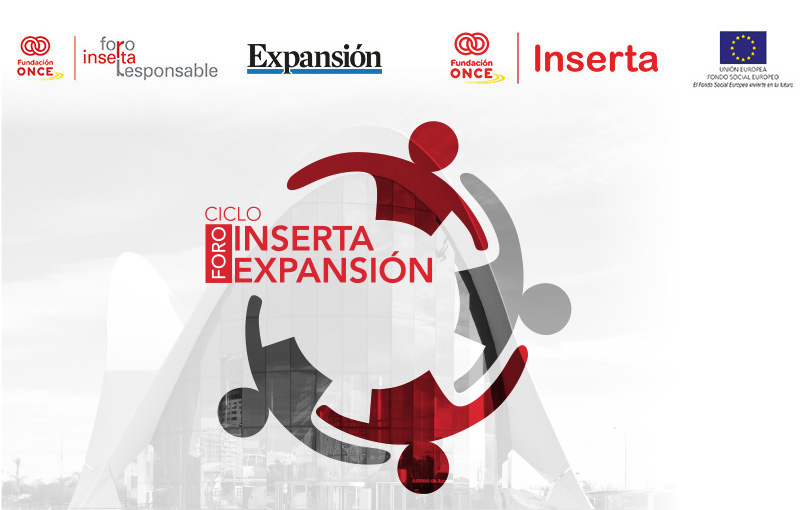 Fundación
ONCE
foro
inserta
responsable
Expansión
Fundación
ONCE
Inserta
UNIÓN EUROPEA
FONDO SOCIAL EUROPEO
El Fondo Social Europeo invierte en tu futuro
CICLO
FORO
INSERTA
EXPANSIÓN